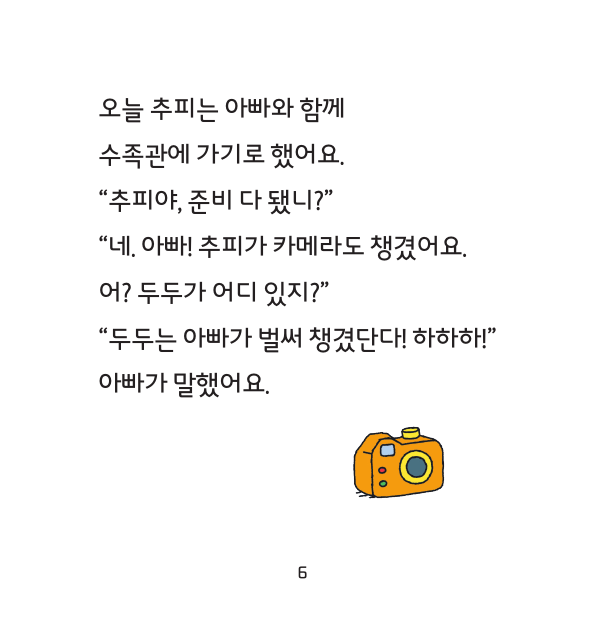 오늘 추피는 아빠와 함께
수족관에 가기로 했어요.
“추피야, 준비 다 됐니?”
“네. 아빠! 추피가 카메라도 챙겼어요.
어? 두두가 어디 있지?”
“두두는 아빠가 벌써 챙겼단다! 하하하!”
아빠가 말했어요.
6